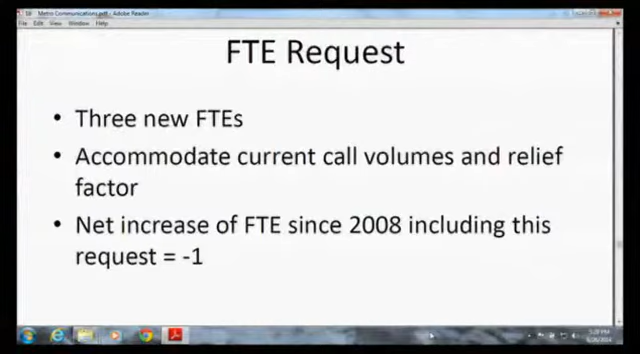 Metro Communications.pdf - Adobe Reader
File Edit View Window Help
FTE Request
• Three new FTEs
• Accommodate current call volumes and relief
factor
• Net increase of FTE since 2008 including this
request = -1